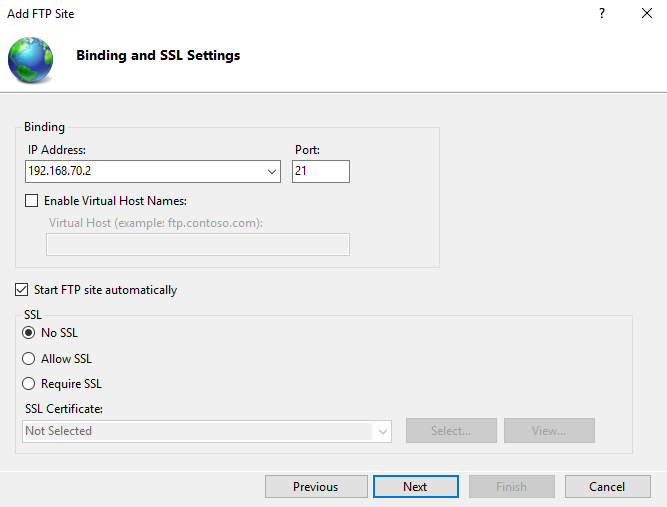 Add FTP Site
?
Binding and SSL Settings
Binding
IP Address:
Port:
192.168.70.2
21
Enable Virtual Host Names:
Virtual Host (example: ftp.contoso.com):
Start FTP site automatically
SSL
No SSL
Allow SSL
Require SSL
SSL Certificate:
Not Selected
Select...
View...
Previous
Next
Finish
Cancel